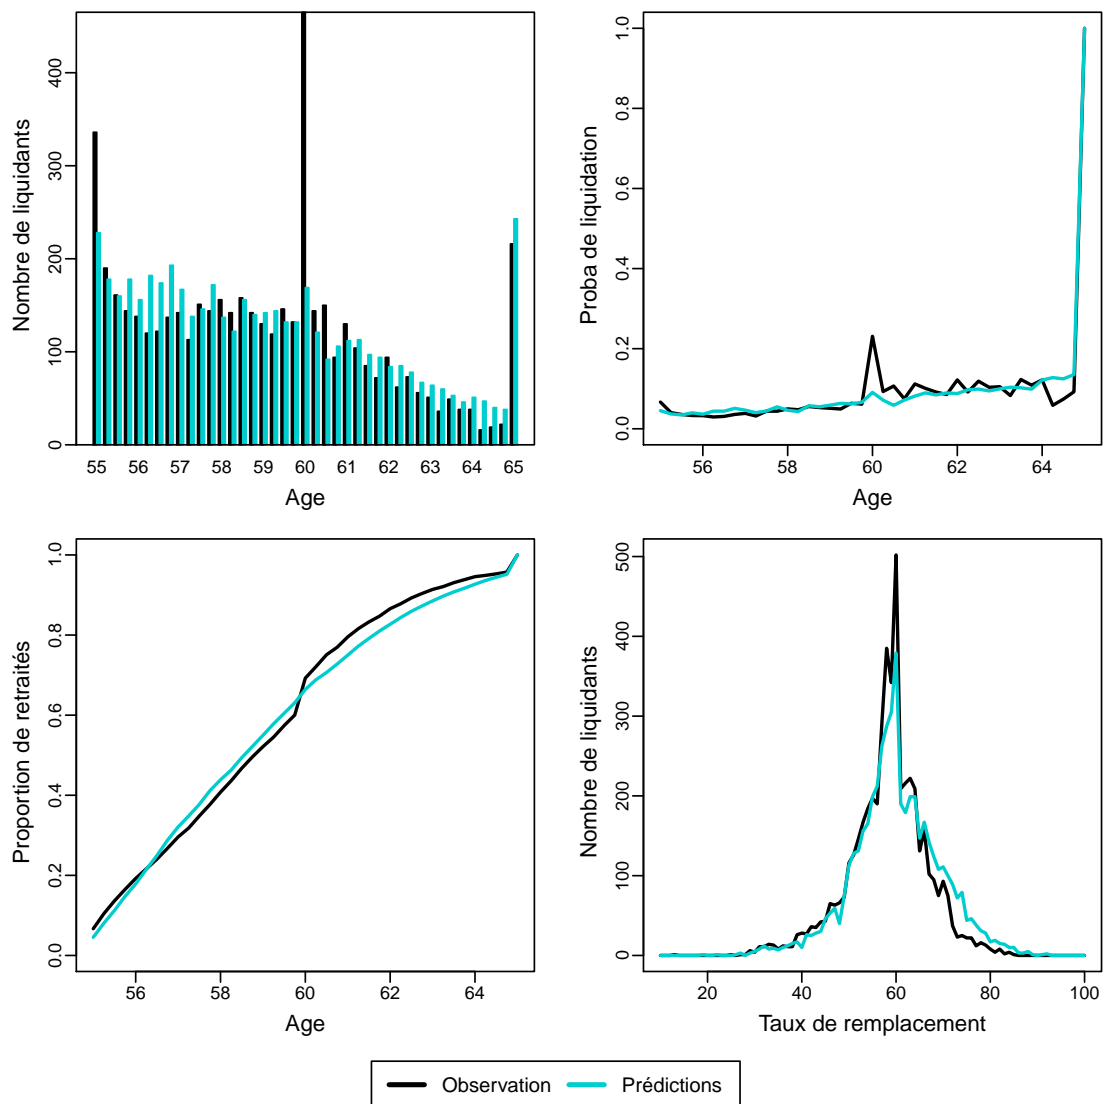 Nombre de liquidants
0 100 200 300 400
55 56 57 58 59 60 61 62 63 64 65
Age
Proba de liquidation
0.0 0.2 0.4 0.6 0.8 1.0
56 58 60 62 64
Age
Proportion de retraités
0.0 0.2 0.4 0.6 0.8 1.0
56 58 60 62 64
Age
Nombre de liquidants
0 100 200 300 400 500
20 40 60 80 100
Taux de remplacement
Observation Prédictions